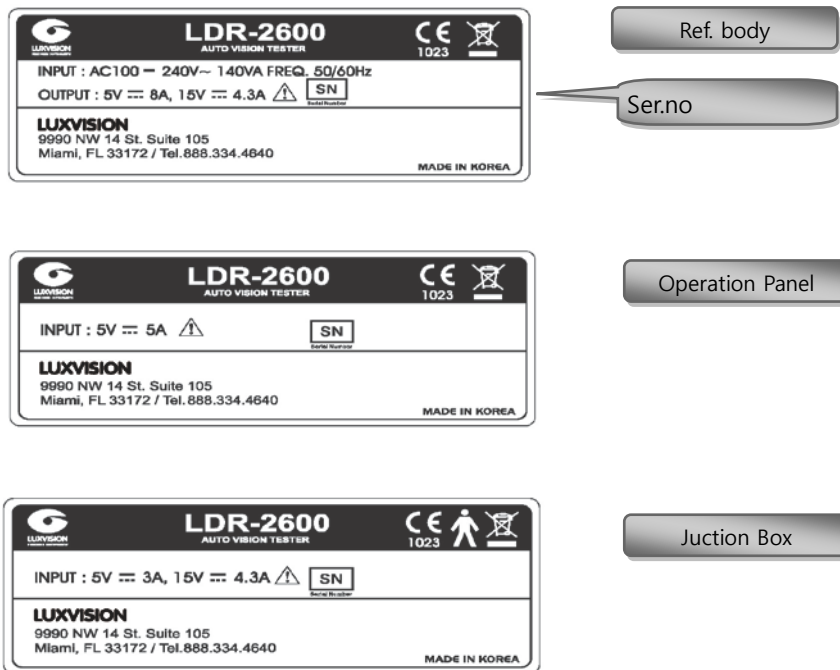 LUXVISION
LDR-2600
AUTO VISION TESTER
CE
1023
INPUT : AC100 - 240V~ 140VA FREQ. 50/60Hz
OUTPUT : 5V ⎓ 8A, 15V ⎓ 4.3A ⚠ SN
Serial Number
LUXVISION
9990 NW 14 St. Suite 105
Miami, FL 33172 / Tel.888.334.4640
MADE IN KOREA
Ref. body
Ser.no
LUXVISION
LDR-2600
AUTO VISION TESTER
CE
1023
INPUT : 5V ⎓ 5A ⚠ SN
Serial Number
LUXVISION
9990 NW 14 St. Suite 105
Miami, FL 33172 / Tel.888.334.4640
MADE IN KOREA
Operation Panel
LUXVISION
LDR-2600
AUTO VISION TESTER
CE
1023
INPUT : 5V ⎓ 3A, 15V ⎓ 4.3A ⚠ SN
Serial Number
LUXVISION
9990 NW 14 St. Suite 105
Miami, FL 33172 / Tel.888.334.4640
MADE IN KOREA
Juction Box